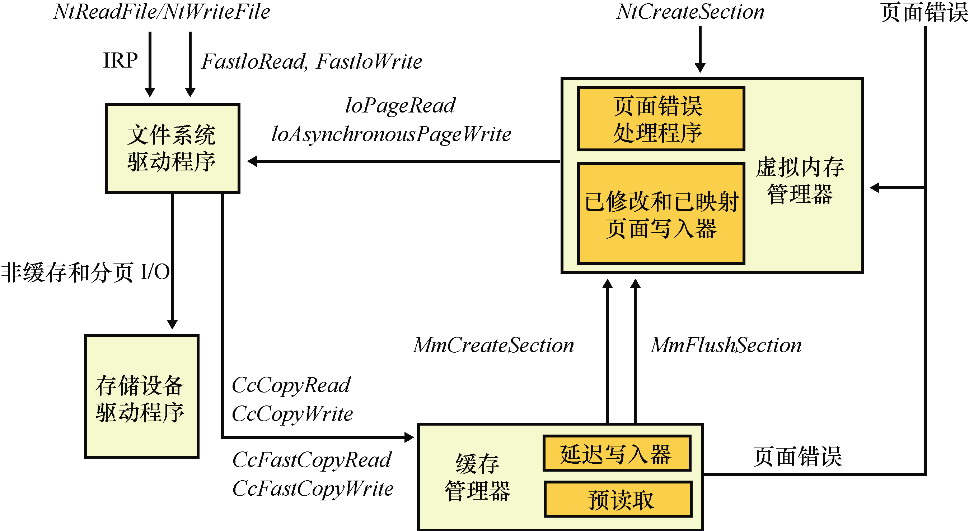 NtReadFile/NtWriteFile
NtCreateSection
页面错误
IRP
FastIoRead, FastIoWrite
IoPageRead
IoAsynchronousPageWrite
文件系统
驱动程序
页面错误
处理程序
已修改和已映射
页面写入器
虚拟内存
管理器
非缓存和分页 I/O
存储设备
驱动程序
MmCreateSection
MmFlushSection
CcCopyRead
CcCopyWrite
CcFastCopyRead
CcFastCopyWrite
缓存
管理器
延迟写入器
预读取
页面错误